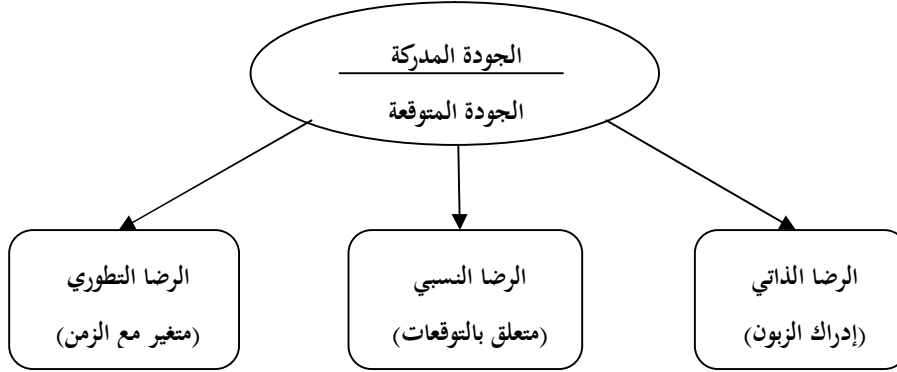 الجودة المدركة
الجودة المتوقعة
الرضا الذاتي
(إدراك الزبون)
الرضا النسبي
(متعلق بالتوقعات)
الرضا التطوري
(متغير مع الزمن)